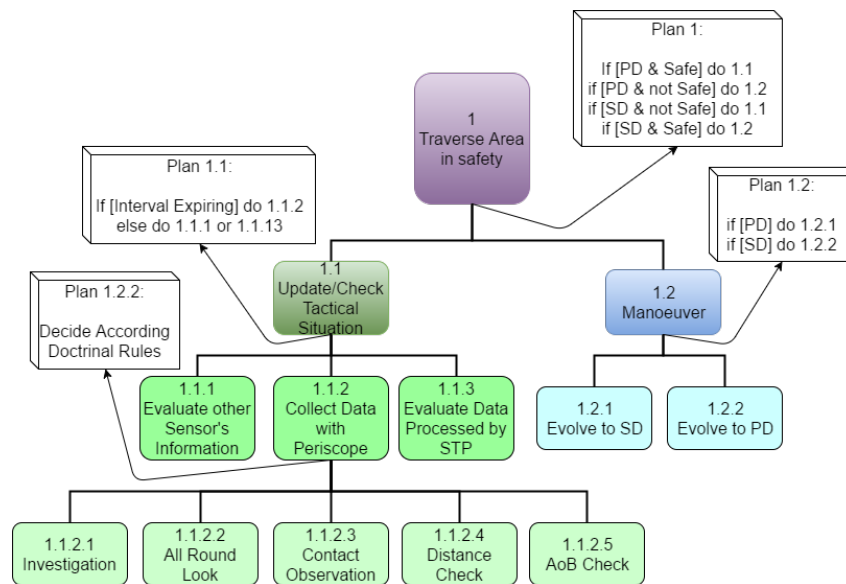 Plan 1:
If [PD & Safe] do 1.1
if [PD & not Safe] do 1.2
if [SD & not Safe] do 1.1
if [SD & Safe] do 1.2
1
Traverse Area
in safety
Plan 1.1:
If [Interval Expiring] do 1.1.2
else do 1.1.1 or 1.1.13
Plan 1.2:
if [PD] do 1.2.1
if [SD] do 1.2.2
1.1
Update/Check
Tactical
Situation
1.2
Manoeuver
Plan 1.2.2:
Decide According
Doctrinal Rules
1.1.1
Evaluate other
Sensor's
Information
1.1.2
Collect Data
with
Periscope
1.1.3
Evaluate Data
Processed by
STP
1.2.1
Evolve to SD
1.2.2
Evolve to PD
1.1.2.1
Investigation
1.1.2.2
All Round
Look
1.1.2.3
Contact
Observation
1.1.2.4
Distance
Check
1.1.2.5
AoB Check